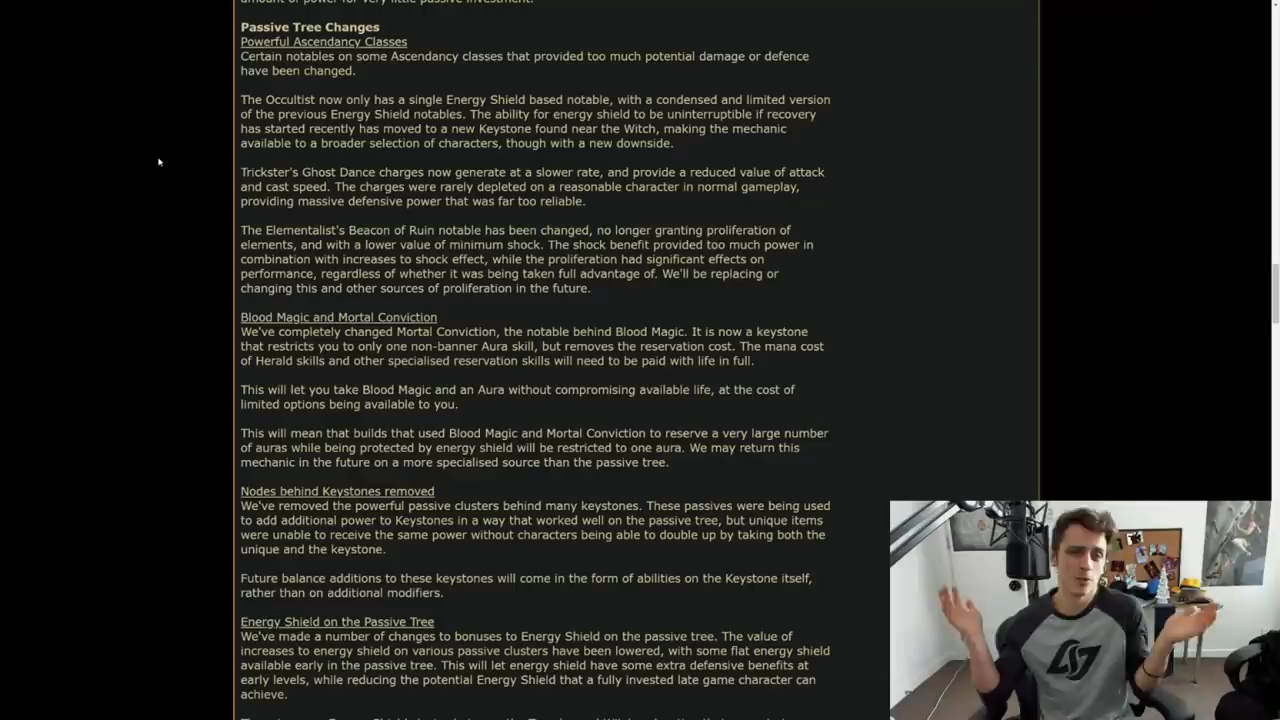 Passive Tree Changes
Powerful Ascendancy Classes
Certain notables on some Ascendancy classes that provided too much potential damage or defence
have been changed.
The Occultist now only has a single Energy Shield based notable, with a condensed and limited version
of the previous Energy Shield notables. The ability for energy shield to be uninterruptible if recovery
has started recently has moved to a new Keystone found near the Witch, making the mechanic
available to a broader selection of characters, though with a new downside.
Trickster's Ghost Dance charges now generate at a slower rate, and provide a reduced value of attack
and cast speed. The charges were rarely depleted on a reasonable character in normal gameplay,
providing massive defensive power that was far too reliable.
The Elementalist's Beacon of Ruin notable has been changed, no longer granting proliferation of
elements, and with a lower value of minimum shock. The shock benefit provided too much power in
combination with increases to shock effect, while the proliferation had significant effects on
performance, regardless of whether it was being taken full advantage of. We'll be replacing or
changing this and other sources of proliferation in the future.
Blood Magic and Mortal Conviction
We've completely changed Mortal Conviction, the notable behind Blood Magic. It is now a keystone
that restricts you to only one non-banner Aura skill, but removes the reservation cost. The mana cost
of Herald skills and other specialised reservation skills will need to be paid with life in full.
This will let you take Blood Magic and an Aura without compromising available life, at the cost of
limited options being available to you.
This will mean that builds that used Blood Magic and Mortal Conviction to reserve a very large number
of auras while being protected by energy shield will be restricted to one aura. We may return this
mechanic in the future on a more specialised source than the passive tree.
Nodes behind Keystones removed
We've removed the powerful passive clusters behind many keystones. These passives were being used
to add additional power to Keystones in a way that worked well on the passive tree, but unique items
were unable to receive the same power without characters being able to double up by taking both the
unique and the keystone.
Future balance additions to these keystones will come in the form of abilities on the Keystone itself,
rather than on additional modifiers.
Energy Shield on the Passive Tree
We've made a number of changes to bonuses to Energy Shield on the passive tree. The value of
increases to energy shield on various passive clusters have been lowered, with some flat energy shield
available early in the passive tree. This will let energy shield have some extra defensive benefits at
early levels, while reducing the potential Energy Shield that a fully invested late game character can
achieve.